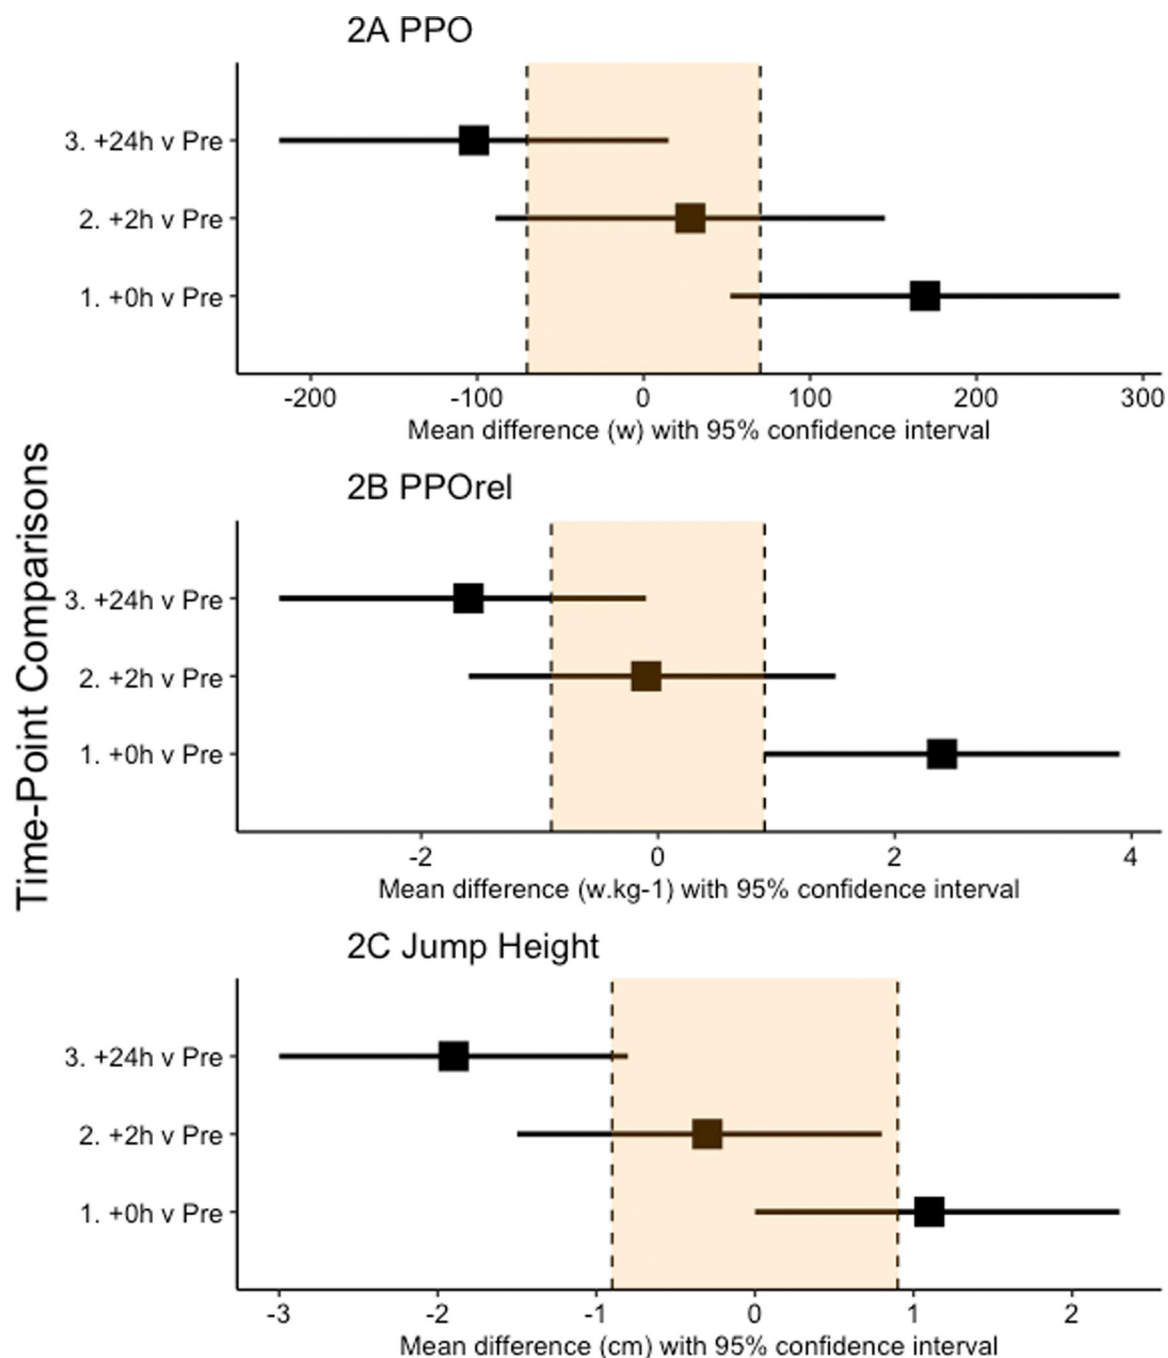 2A PPO
3. +24h v Pre
2. +2h v Pre
1. +0h v Pre
-200 -100 0 100 200 300
Mean difference (w) with 95% confidence interval
Time-Point Comparisons
2B PPOrel
3. +24h v Pre
2. +2h v Pre
1. +0h v Pre
-2 0 2 4
Mean difference (w.kg-1) with 95% confidence interval
2C Jump Height
3. +24h v Pre
2. +2h v Pre
1. +0h v Pre
-3 -2 -1 0 1 2
Mean difference (cm) with 95% confidence interval